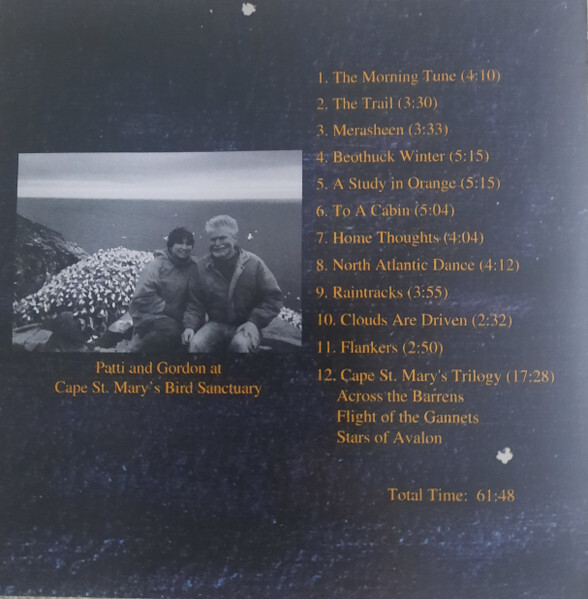 1. The Morning Tune (4:10)
2. The Trail (3:30)
3. Merasheen (3:33)
4. Beothuck Winter (5:15)
5. A Study in Orange (5:15)
6. To A Cabin (5:04)
7. Home Thoughts (4:04)
8. North Atlantic Dance (4:12)
9. Raintracks (3:55)
10. Clouds Are Driven (2:32)
11. Flankers (2:50)
12. Cape St. Mary's Trilogy (17:28)
Across the Barrens
Flight of the Gannets
Stars of Avalon
Total Time: 61:48
Patti and Gordon at
Cape St. Mary's Bird Sanctuary